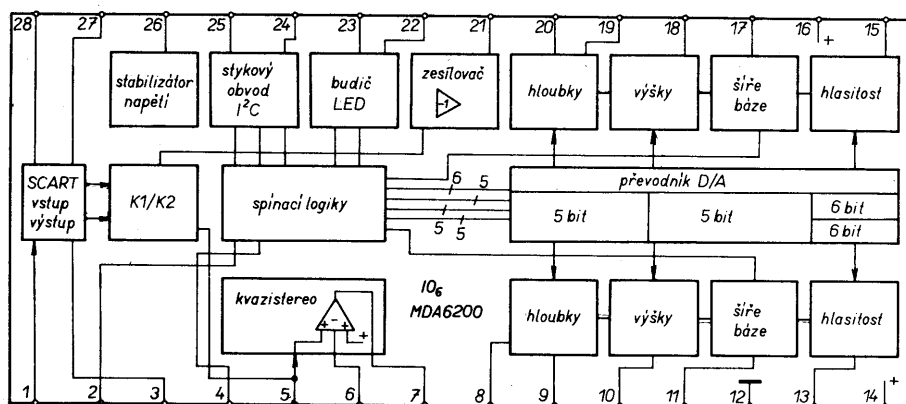 28 27 26 25 24 23 22 21 20 19 18 17 16 + 15
stabilizátor
napětí
stykový
obvod
I²C
budič
LED
zesilovač
-1
hloubky
výšky
šíře
báze
hlasitost
SCART
vstup
výstup
K1/K2
spínací logiky
6 5
5 5
převodník D/A
5 bit
5 bit
6 bit
6 bit
kvazistereo
+ - + +
IO₆
MDA6200
hloubky
výšky
šíře
báze
hlasitost
1 2 3 4 5 6 7 8 9 10 11 12 13 14 +